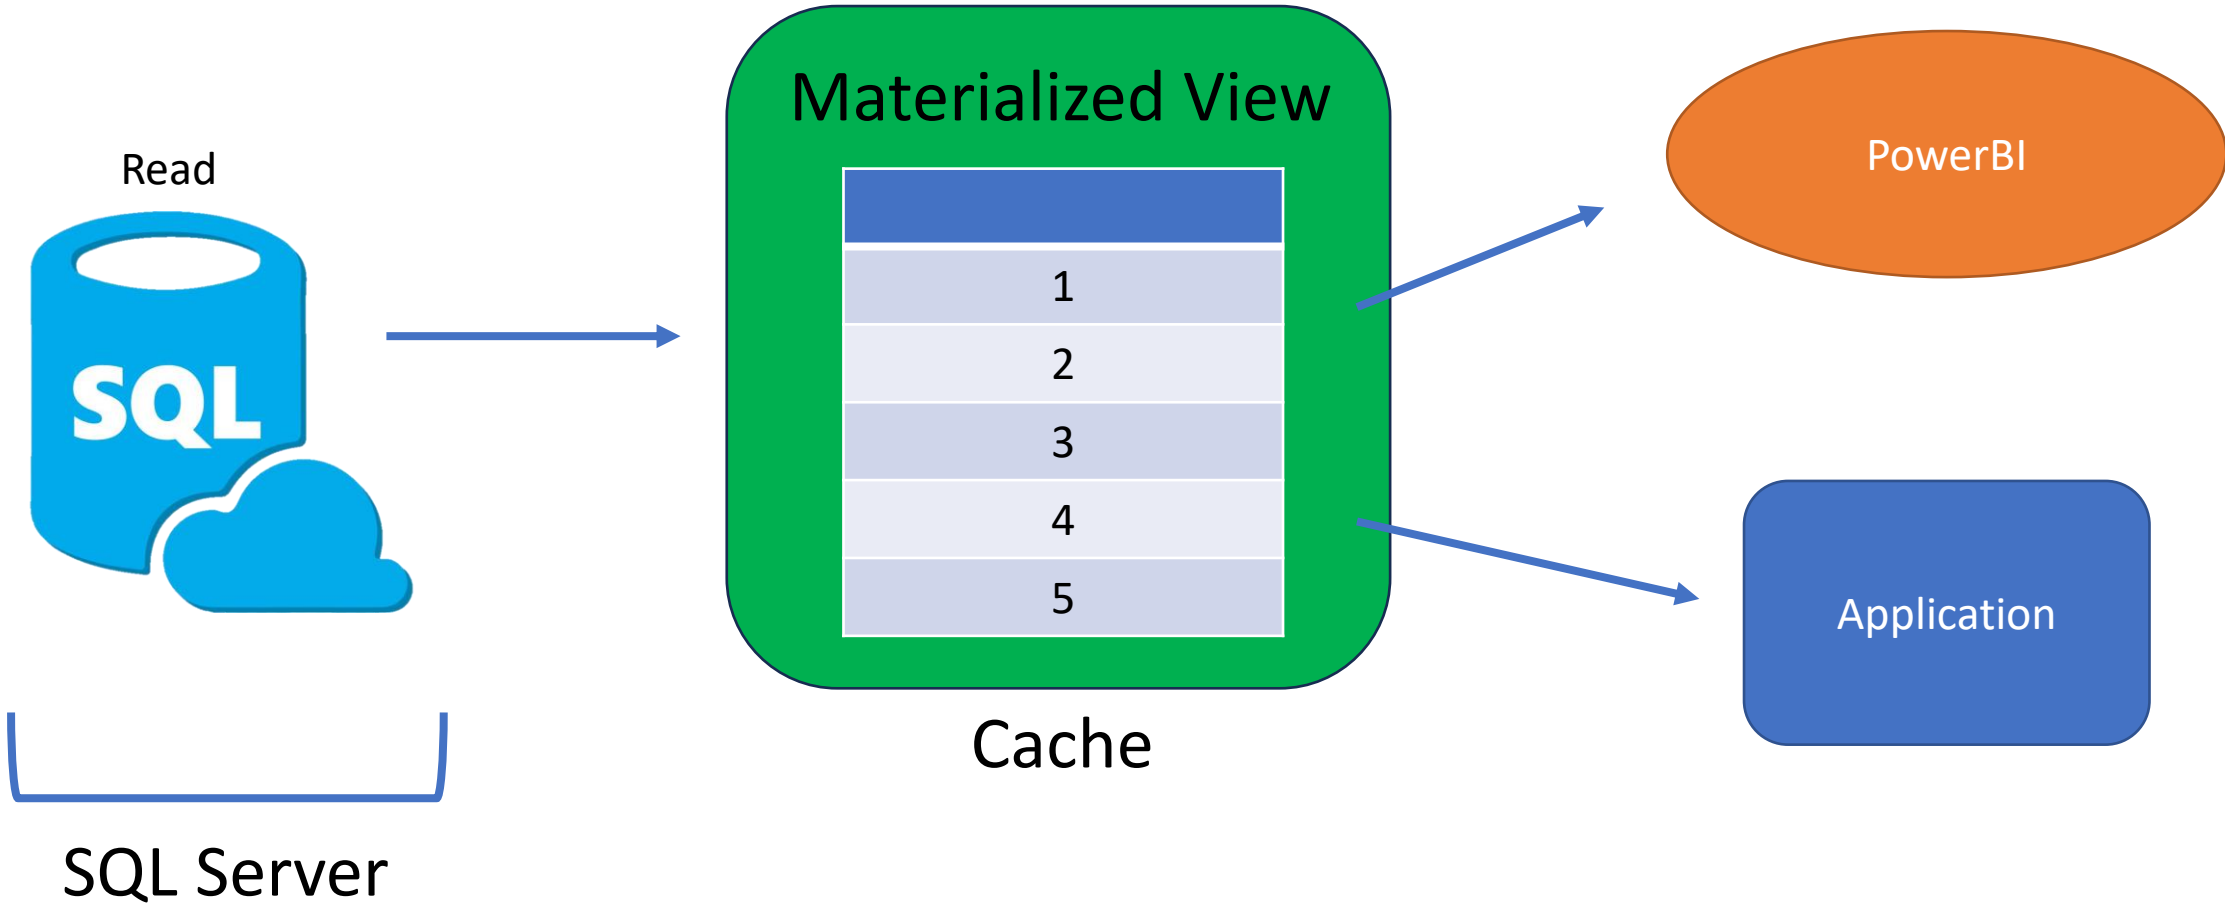 Read
SQL
SQL Server
Materialized View
1
2
3
4
5
Cache
PowerBI
Application